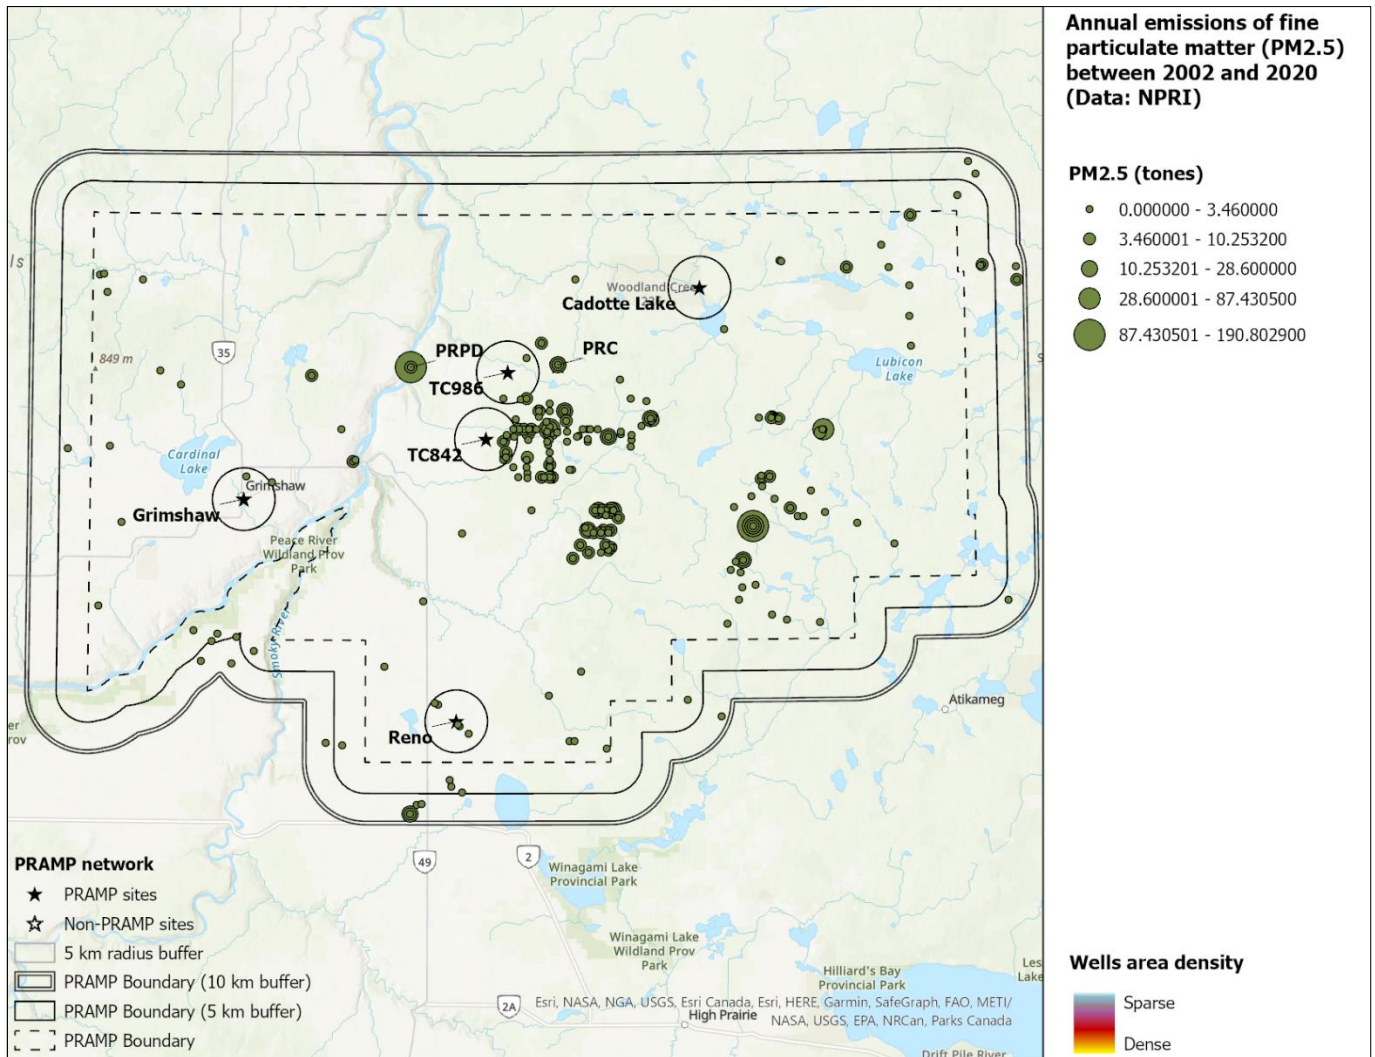 Annual emissions of fine
particulate matter (PM2.5)
between 2002 and 2020
(Data: NPRI)
PM2.5 (tones)
0.000000 - 3.460000
3.460001 - 10.253200
10.253201 - 28.600000
28.600001 - 87.430500
87.430501 - 190.802900
ls
35
849 m
Woodland Cree
Cadotte Lake
PRPD
PRC
TC986
TC842
Lubicon
Lake
Cardinal
Lake
Grimshaw
Grimshaw
Peace River
Wildland Prov
Park
Smoky River
er
rov
Reno
Atikameg
49
2
Winagami Lake
Provincial Park
Winagami Lake
Wildland Prov
Park
Hilliard's Bay
Provincial Park
Les
Lake
2A
High Prairie
Drift Pile River
Esri, NASA, NGA, USGS, Esri Canada, Esri, HERE, Garmin, SafeGraph, FAO, METI/
NASA, USGS, EPA, NRCan, Parks Canada
PRAMP network
PRAMP sites
Non-PRAMP sites
5 km radius buffer
PRAMP Boundary (10 km buffer)
PRAMP Boundary (5 km buffer)
PRAMP Boundary
Wells area density
Sparse
Dense